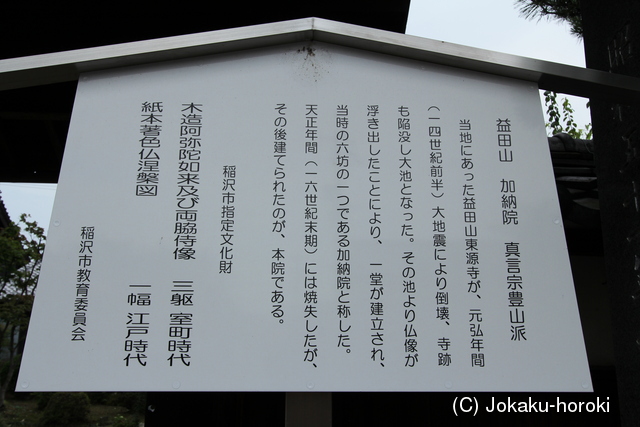 益田山　加納院　真言宗豊山派
当地にあった益田山東源寺が、元弘年間
（一四世紀前半）大地震により倒壊、寺跡
も陥没し大池となった。その池より仏像が
浮き出したことにより、一堂が建立され、
当時の六坊の一つである加納院と称した。
天正年間（一六世紀末期）には焼失したが、
その後建てられたのが、本院である。
稲沢市指定文化財
木造阿弥陀如来及び両脇侍像　三躯　室町時代
紙本著色仏涅槃図　一幅　江戸時代
稲沢市教育委員会
(C) Jokaku-horoki